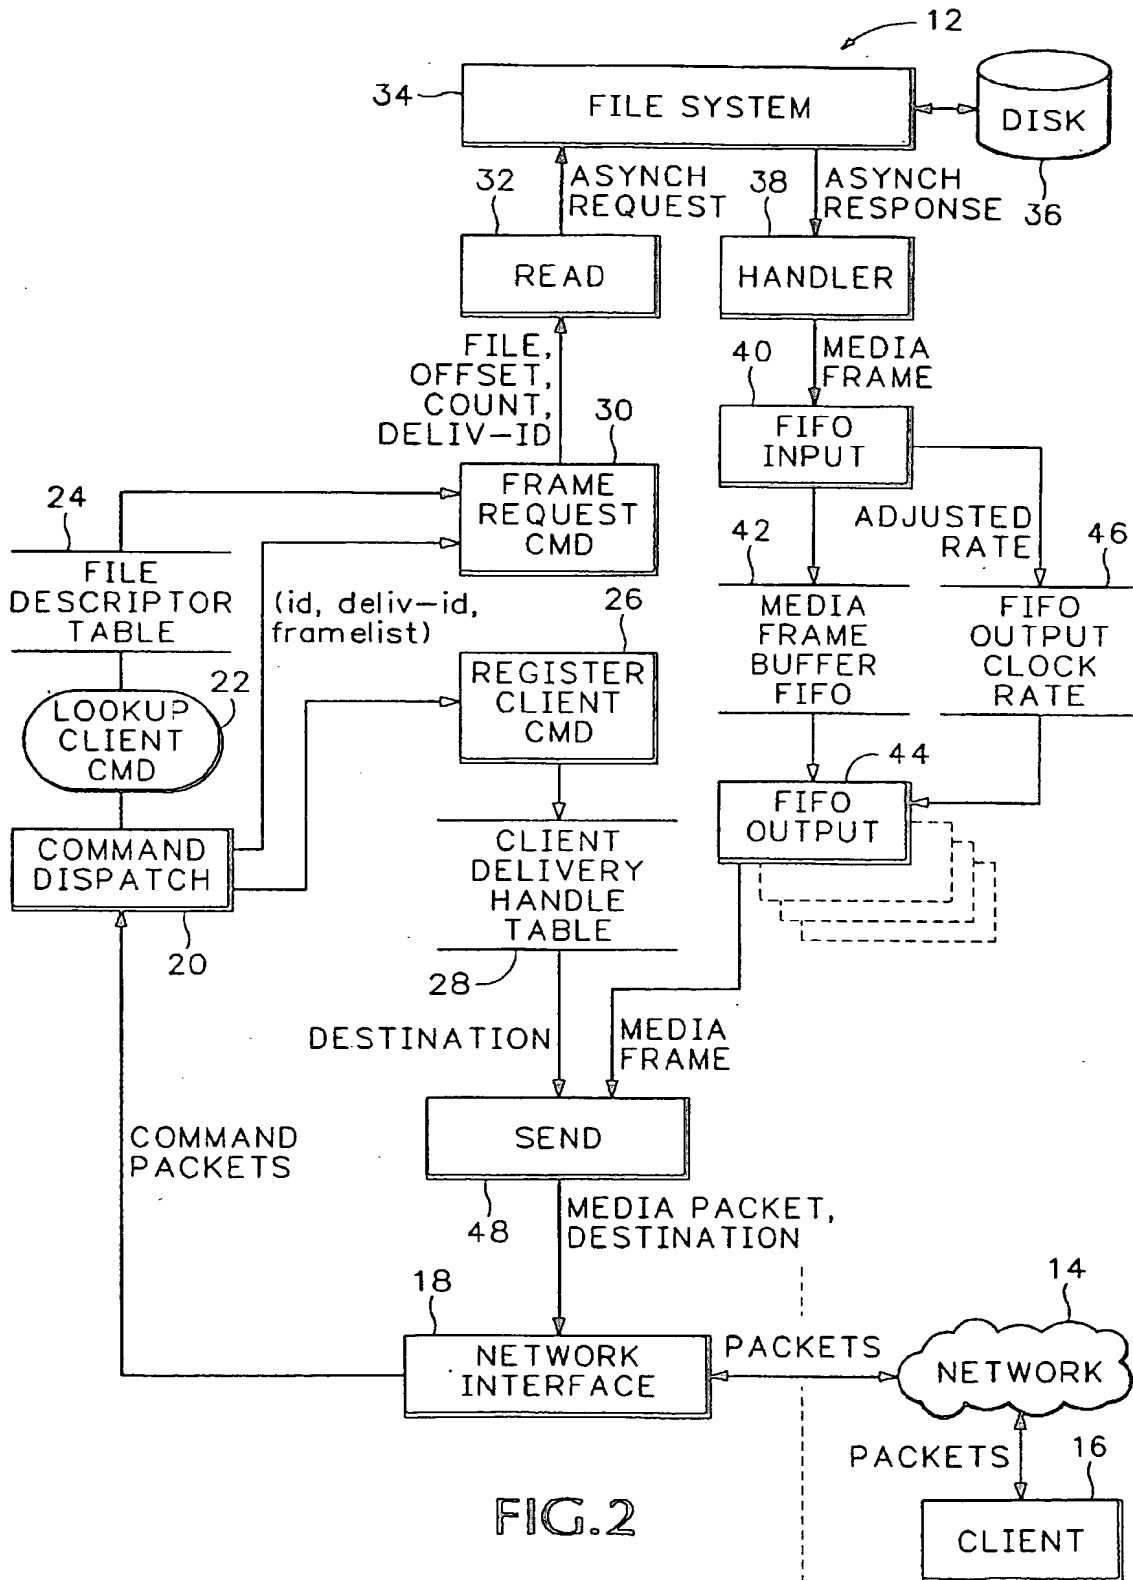 12
34
FILE SYSTEM
DISK
36
32
ASYNCH
REQUEST
38
ASYNCH
RESPONSE
READ
HANDLER
FILE,
OFFSET,
COUNT,
DELIV-ID
30
40
MEDIA
FRAME
FIFO
INPUT
FRAME
REQUEST
CMD
24
FILE
DESCRIPTOR
TABLE
(id, deliv-id,
framelist)
42
ADJUSTED
RATE
46
26
MEDIA
FRAME
BUFFER
FIFO
FIFO
OUTPUT
CLOCK
RATE
22
LOOKUP
CLIENT
CMD
REGISTER
CLIENT
CMD
44
FIFO
OUTPUT
COMMAND
DISPATCH
20
CLIENT
DELIVERY
HANDLE
TABLE
28
DESTINATION
MEDIA
FRAME
COMMAND
PACKETS
SEND
48
MEDIA PACKET,
DESTINATION
18
NETWORK
INTERFACE
PACKETS
14
NETWORK
PACKETS
16
CLIENT
FIG.2